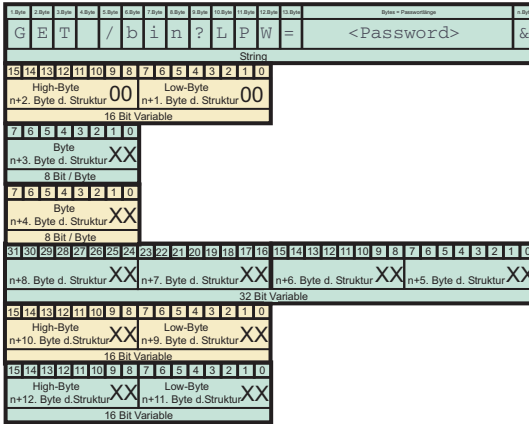 1.Byte 2.Byte 3.Byte 4.Byte 5.Byte 6.Byte 7.Byte 8.Byte 9.Byte 10.Byte 11.Byte 12.Byte 13.Byte Bytes = Passwortlänge
G E T / b i n ? L P W = <Password> &
String
15 14 13 12 11 10 9 8 7 6 5 4 3 2 1 0
High-Byte Low-Byte
n+2. Byte d. Struktur 00 n+1. Byte d. Struktur 00
16 Bit Variable
7 6 5 4 3 2 1 0
Byte
n+3. Byte d. Struktur XX
8 Bit / Byte
7 6 5 4 3 2 1 0
Byte
n+4. Byte d. Struktur XX
8 Bit / Byte
31 30 29 28 27 26 25 24 23 22 21 20 19 18 17 16 15 14 13 12 11 10 9 8 7 6 5 4 3 2 1 0
n+8. Byte d. Struktur XX n+7. Byte d. Struktur XX n+6. Byte d. Struktur XX n+5. Byte d. Struktur XX
32 Bit Variable
15 14 13 12 11 10 9 8 7 6 5 4 3 2 1 0
High-Byte Low-Byte
n+10. Byte d.Struktur XX n+9. Byte d. Struktur XX
16 Bit Variable
15 14 13 12 11 10 9 8 7 6 5 4 3 2 1 0
High-Byte Low-Byte
n+12. Byte d.Struktur XX n+11. Byte d. Struktur XX
16 Bit Variable